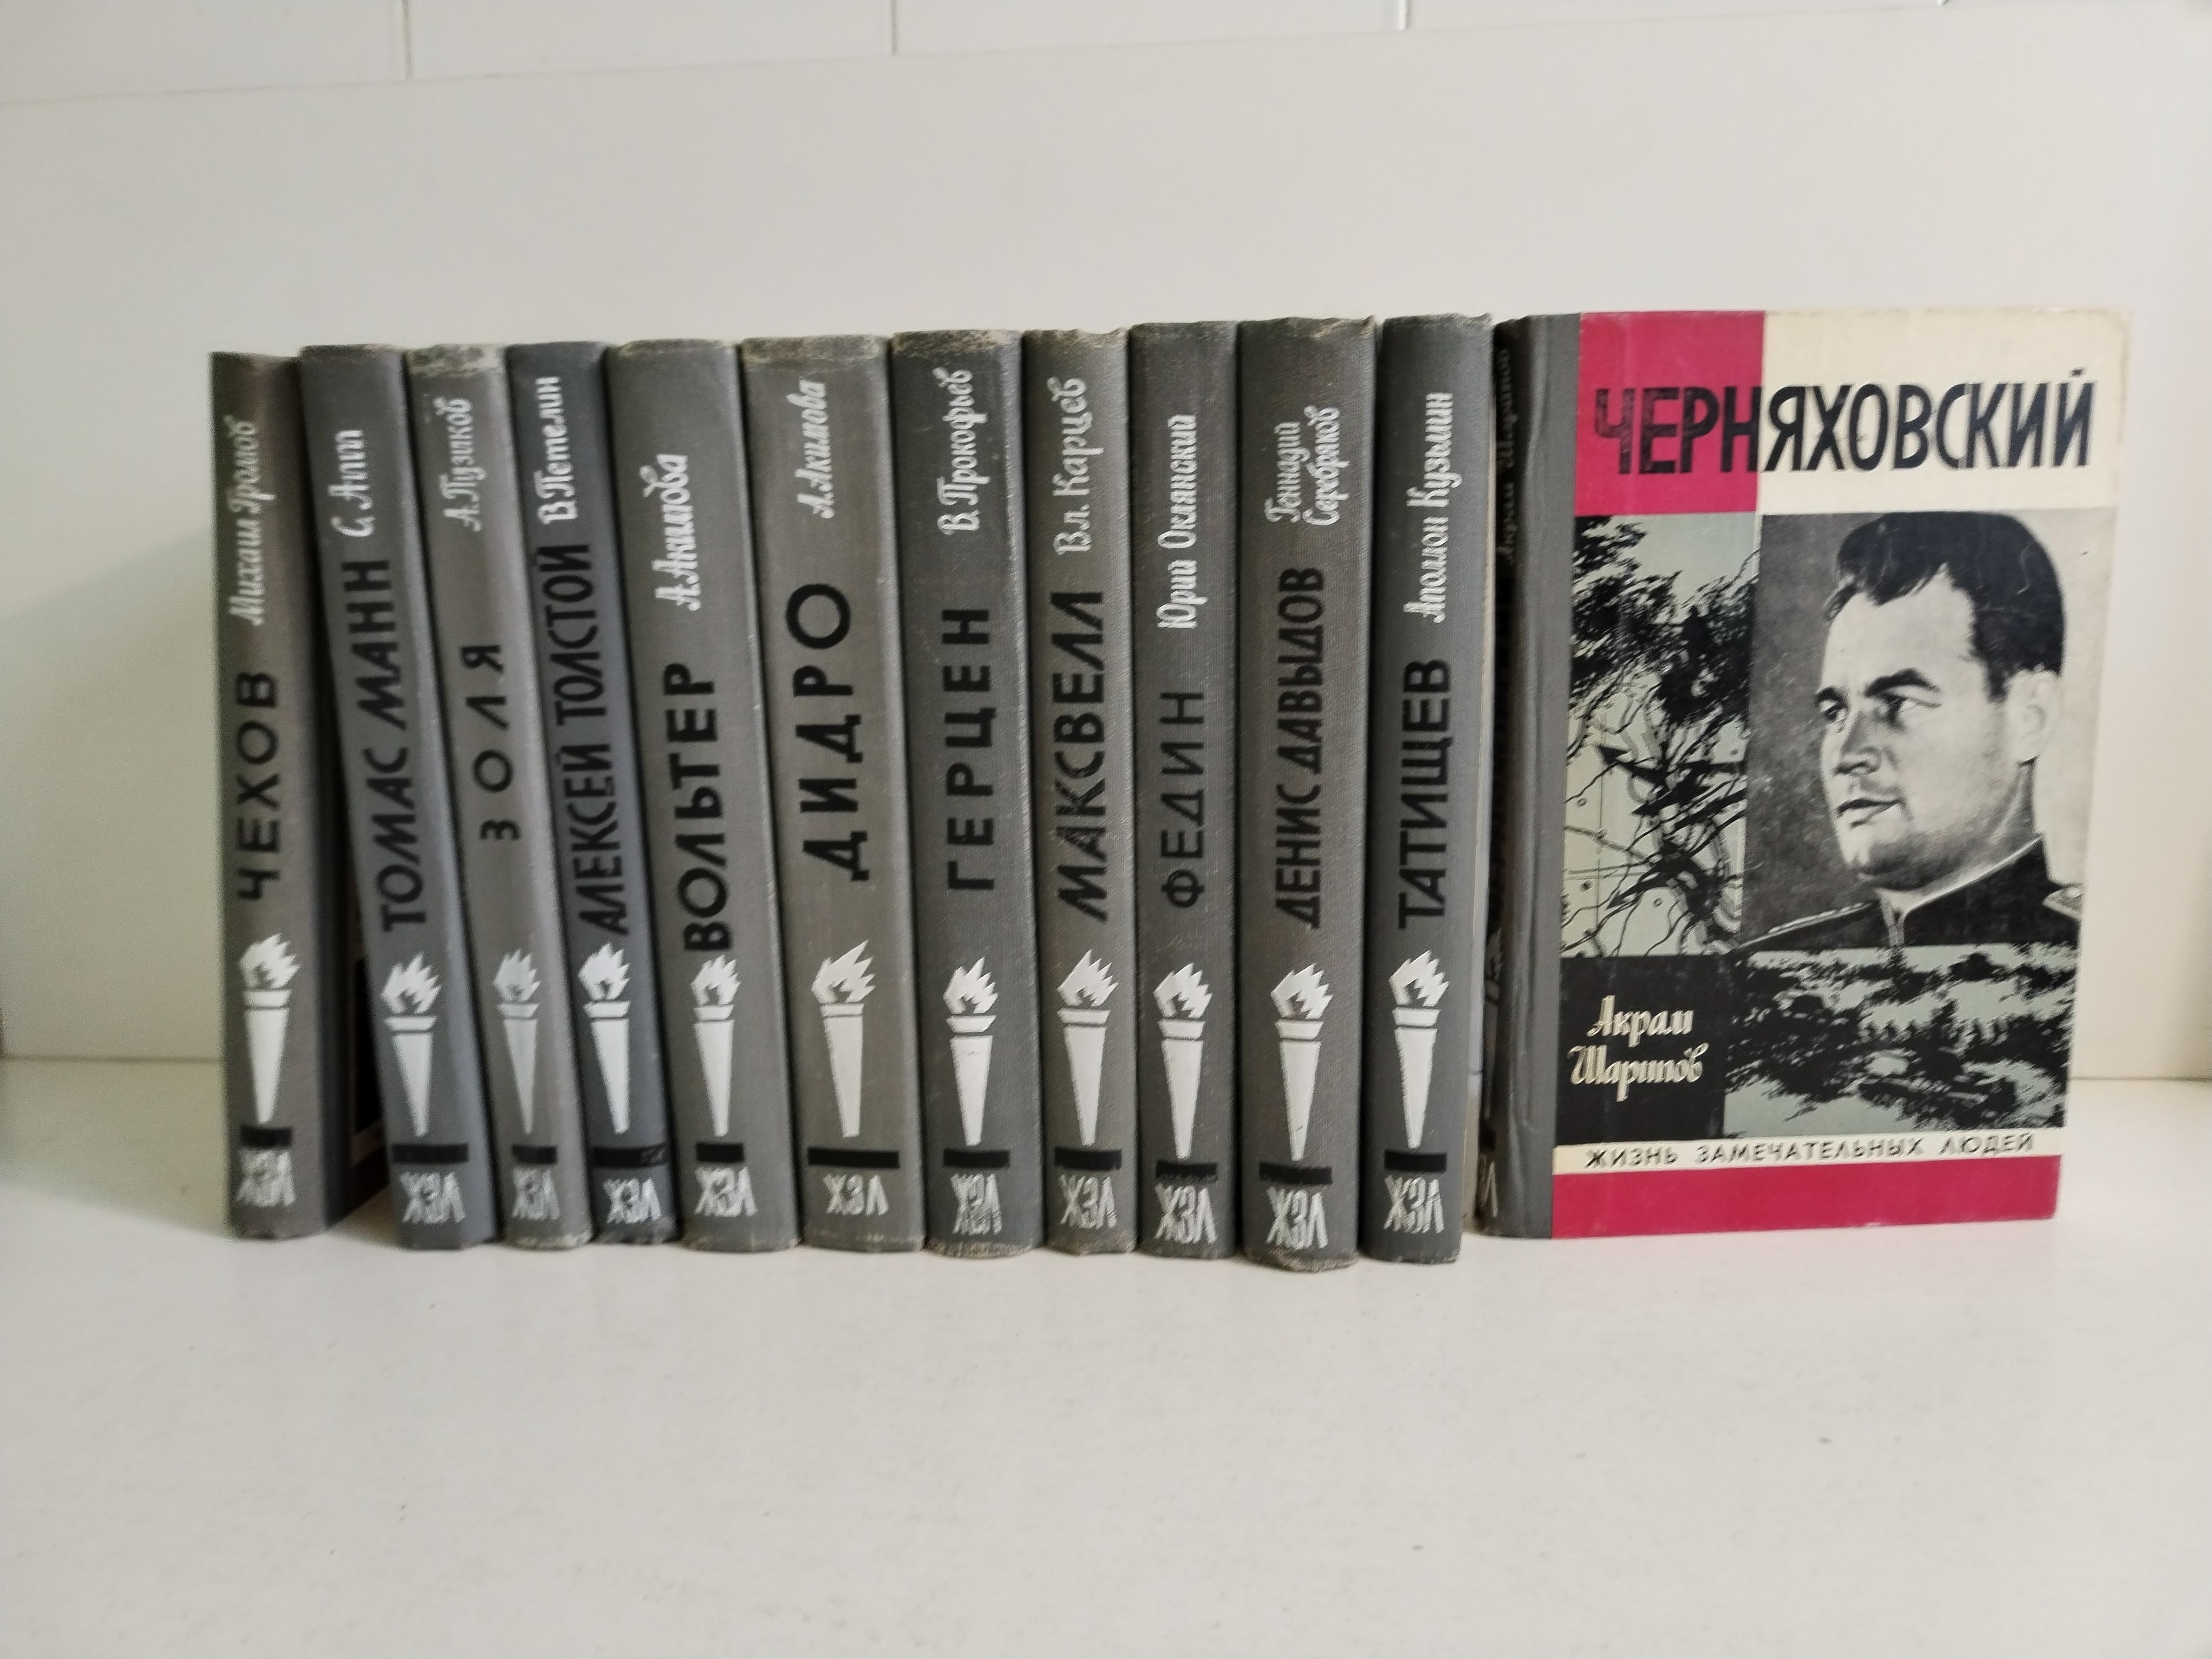 Михаил Громов
ЧЕХОВ
ЖЗЛ
С. Апт
ТОМАС МАНН
ЖЗЛ
А. Пузиков
ЗОЛЯ
ЖЗЛ
В. Петелин
АЛЕКСЕЙ ТОЛСТОЙ
ЖЗЛ
А. Акимова
ВОЛЬТЕР
ЖЗЛ
А. Акимова
ДИДРО
ЖЗЛ
В. Прокофьев
ГЕРЦЕН
ЖЗЛ
Вл. Карцев
МАКСВЕЛЛ
ЖЗЛ
Юрий Оклянский
ФЕДИН
ЖЗЛ
Геннадий
Серебряков
ДЕНИС ДАВЫДОВ
ЖЗЛ
Аполлон Кузьмин
ТАТИЩЕВ
ЖЗЛ
Акрам Шарипов
ЧЕРНЯХОВСКИЙ
Акрам
Шарипов
ЖИЗНЬ ЗАМЕЧАТЕЛЬНЫХ ЛЮДЕЙ